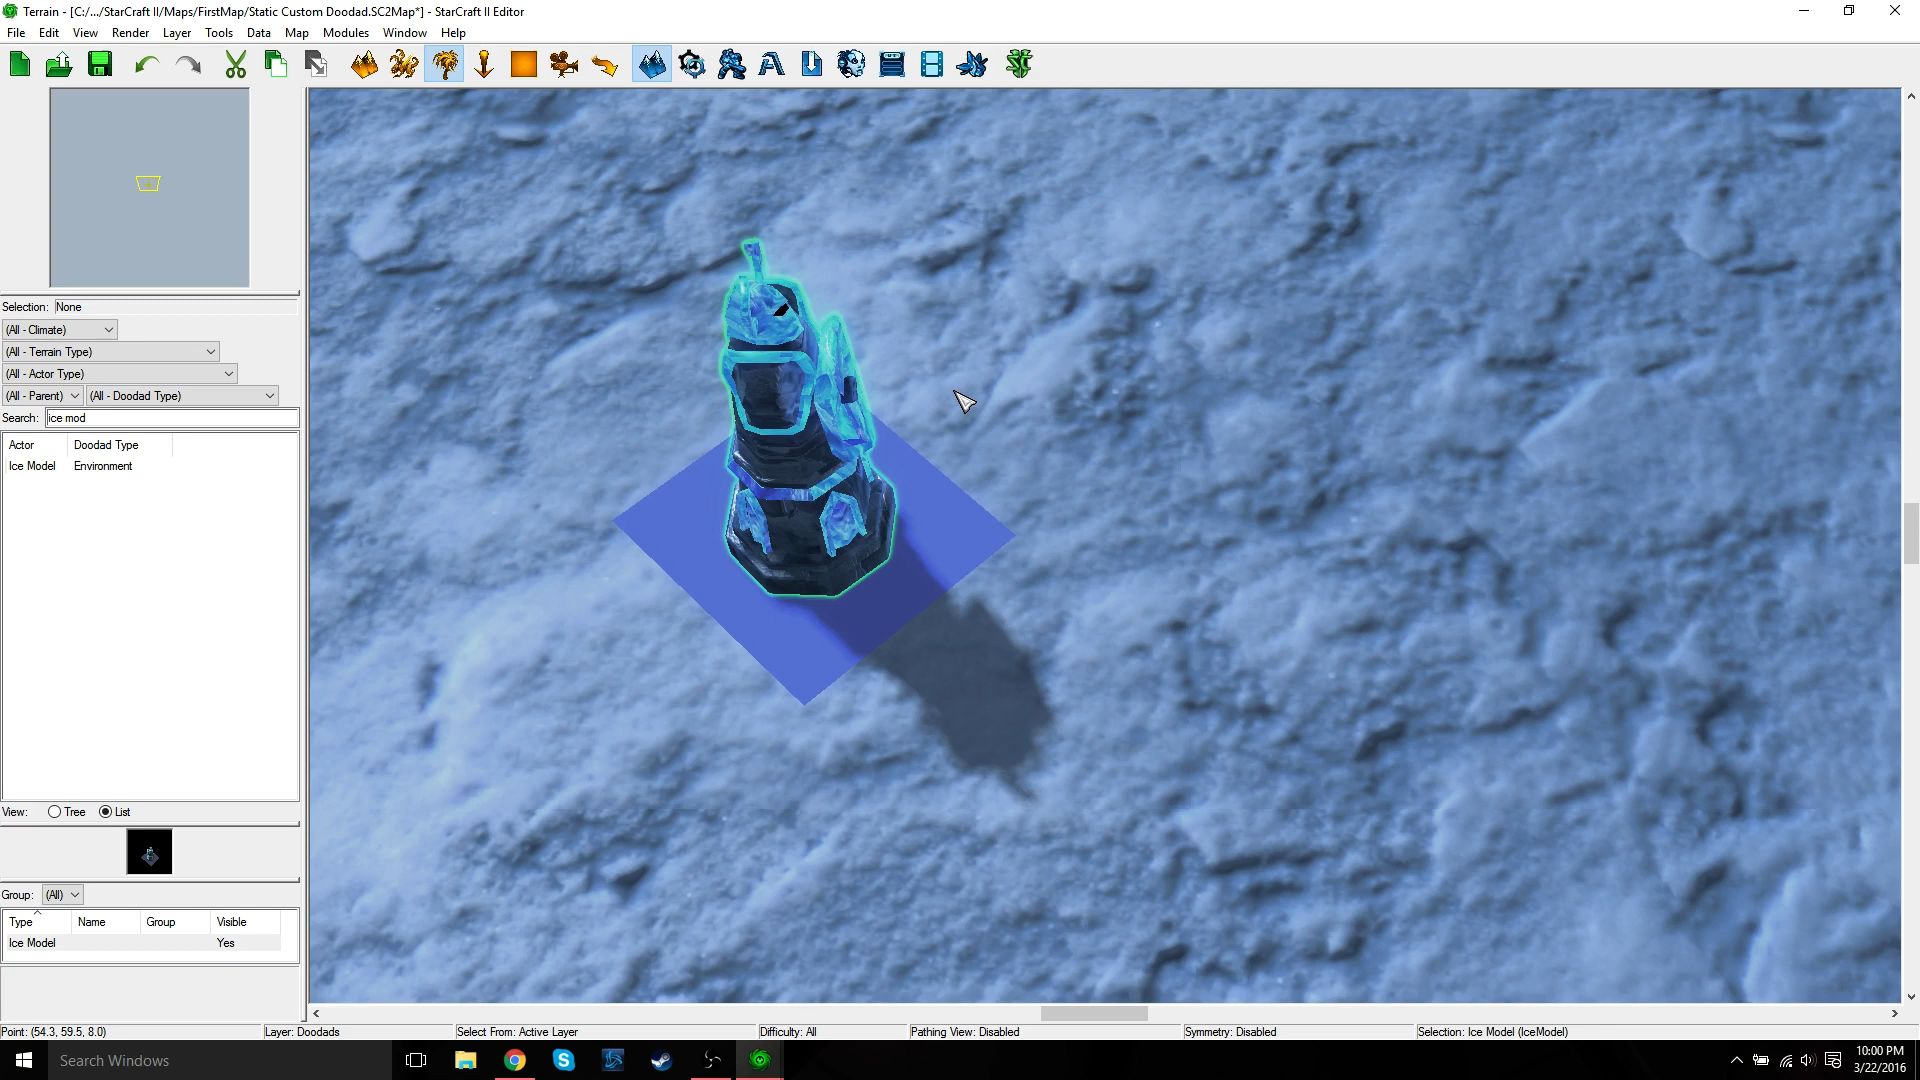 Terrain - [C:/.../StarCraft II/Maps/FirstMap/Static Custom Doodad.SC2Map*] - StarCraft II Editor
File Edit View Render Layer Tools Data Map Modules Window Help
Selection: None
(All - Climate)
(All - Terrain Type)
(All - Actor Type)
(All - Parent) (All - Doodad Type)
Search: ice mod
Actor Doodad Type
Ice Model Environment
View: Tree List
Group: (All)
Type Name Group Visible
Ice Model Yes
Point: (54.3, 59.5, 8.0) Layer: Doodads Select From: Active Layer Difficulty: All Pathing View: Disabled Symmetry: Disabled Selection: Ice Model (IceModel)
Search Windows
10:00 PM
3/22/2016